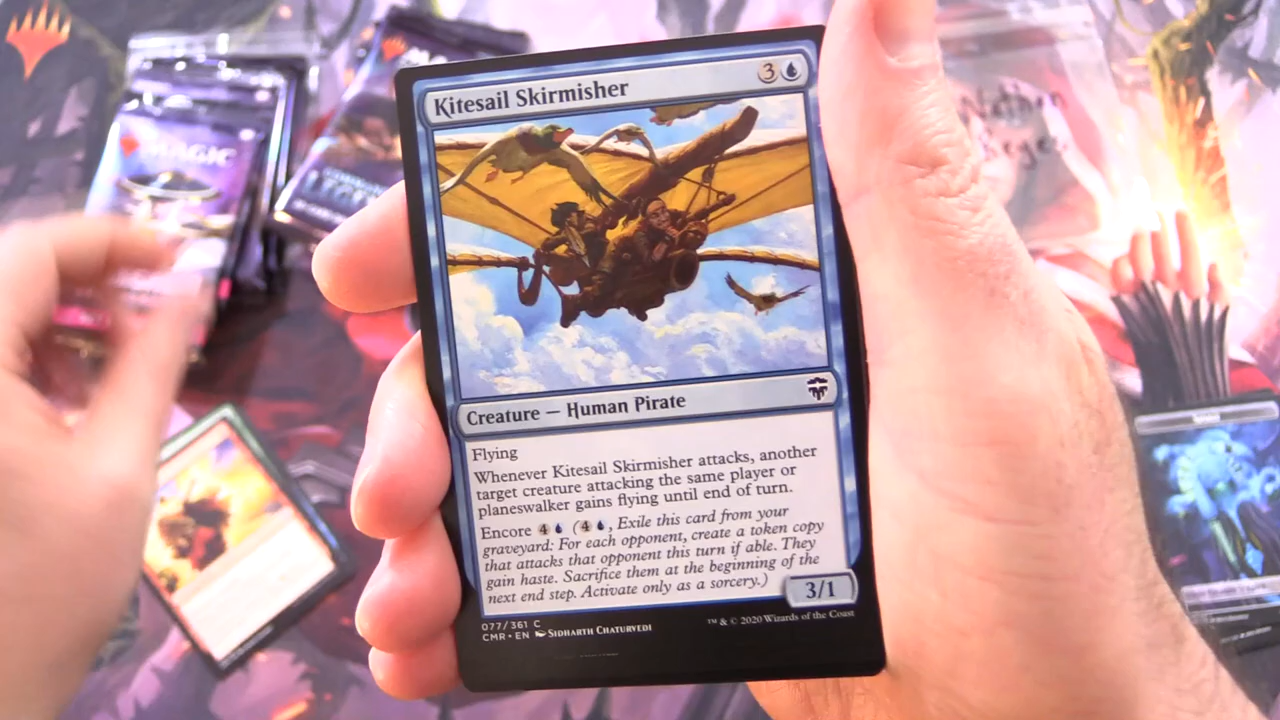 Kitesail Skirmisher
3
Creature — Human Pirate
Flying
Whenever Kitesail Skirmisher attacks, another
target creature attacking the same player or
planeswalker gains flying until end of turn.
Encore 4 (4, Exile this card from your
graveyard: For each opponent, create a token copy
that attacks that opponent this turn if able. They
gain haste. Sacrifice them at the beginning of the
next end step. Activate only as a sorcery.)
3/1
077/361 C
CMR • EN SIDHARTH CHATURVEDI
™ & © 2020 Wizards of the Coast
MAGIC
Nathan